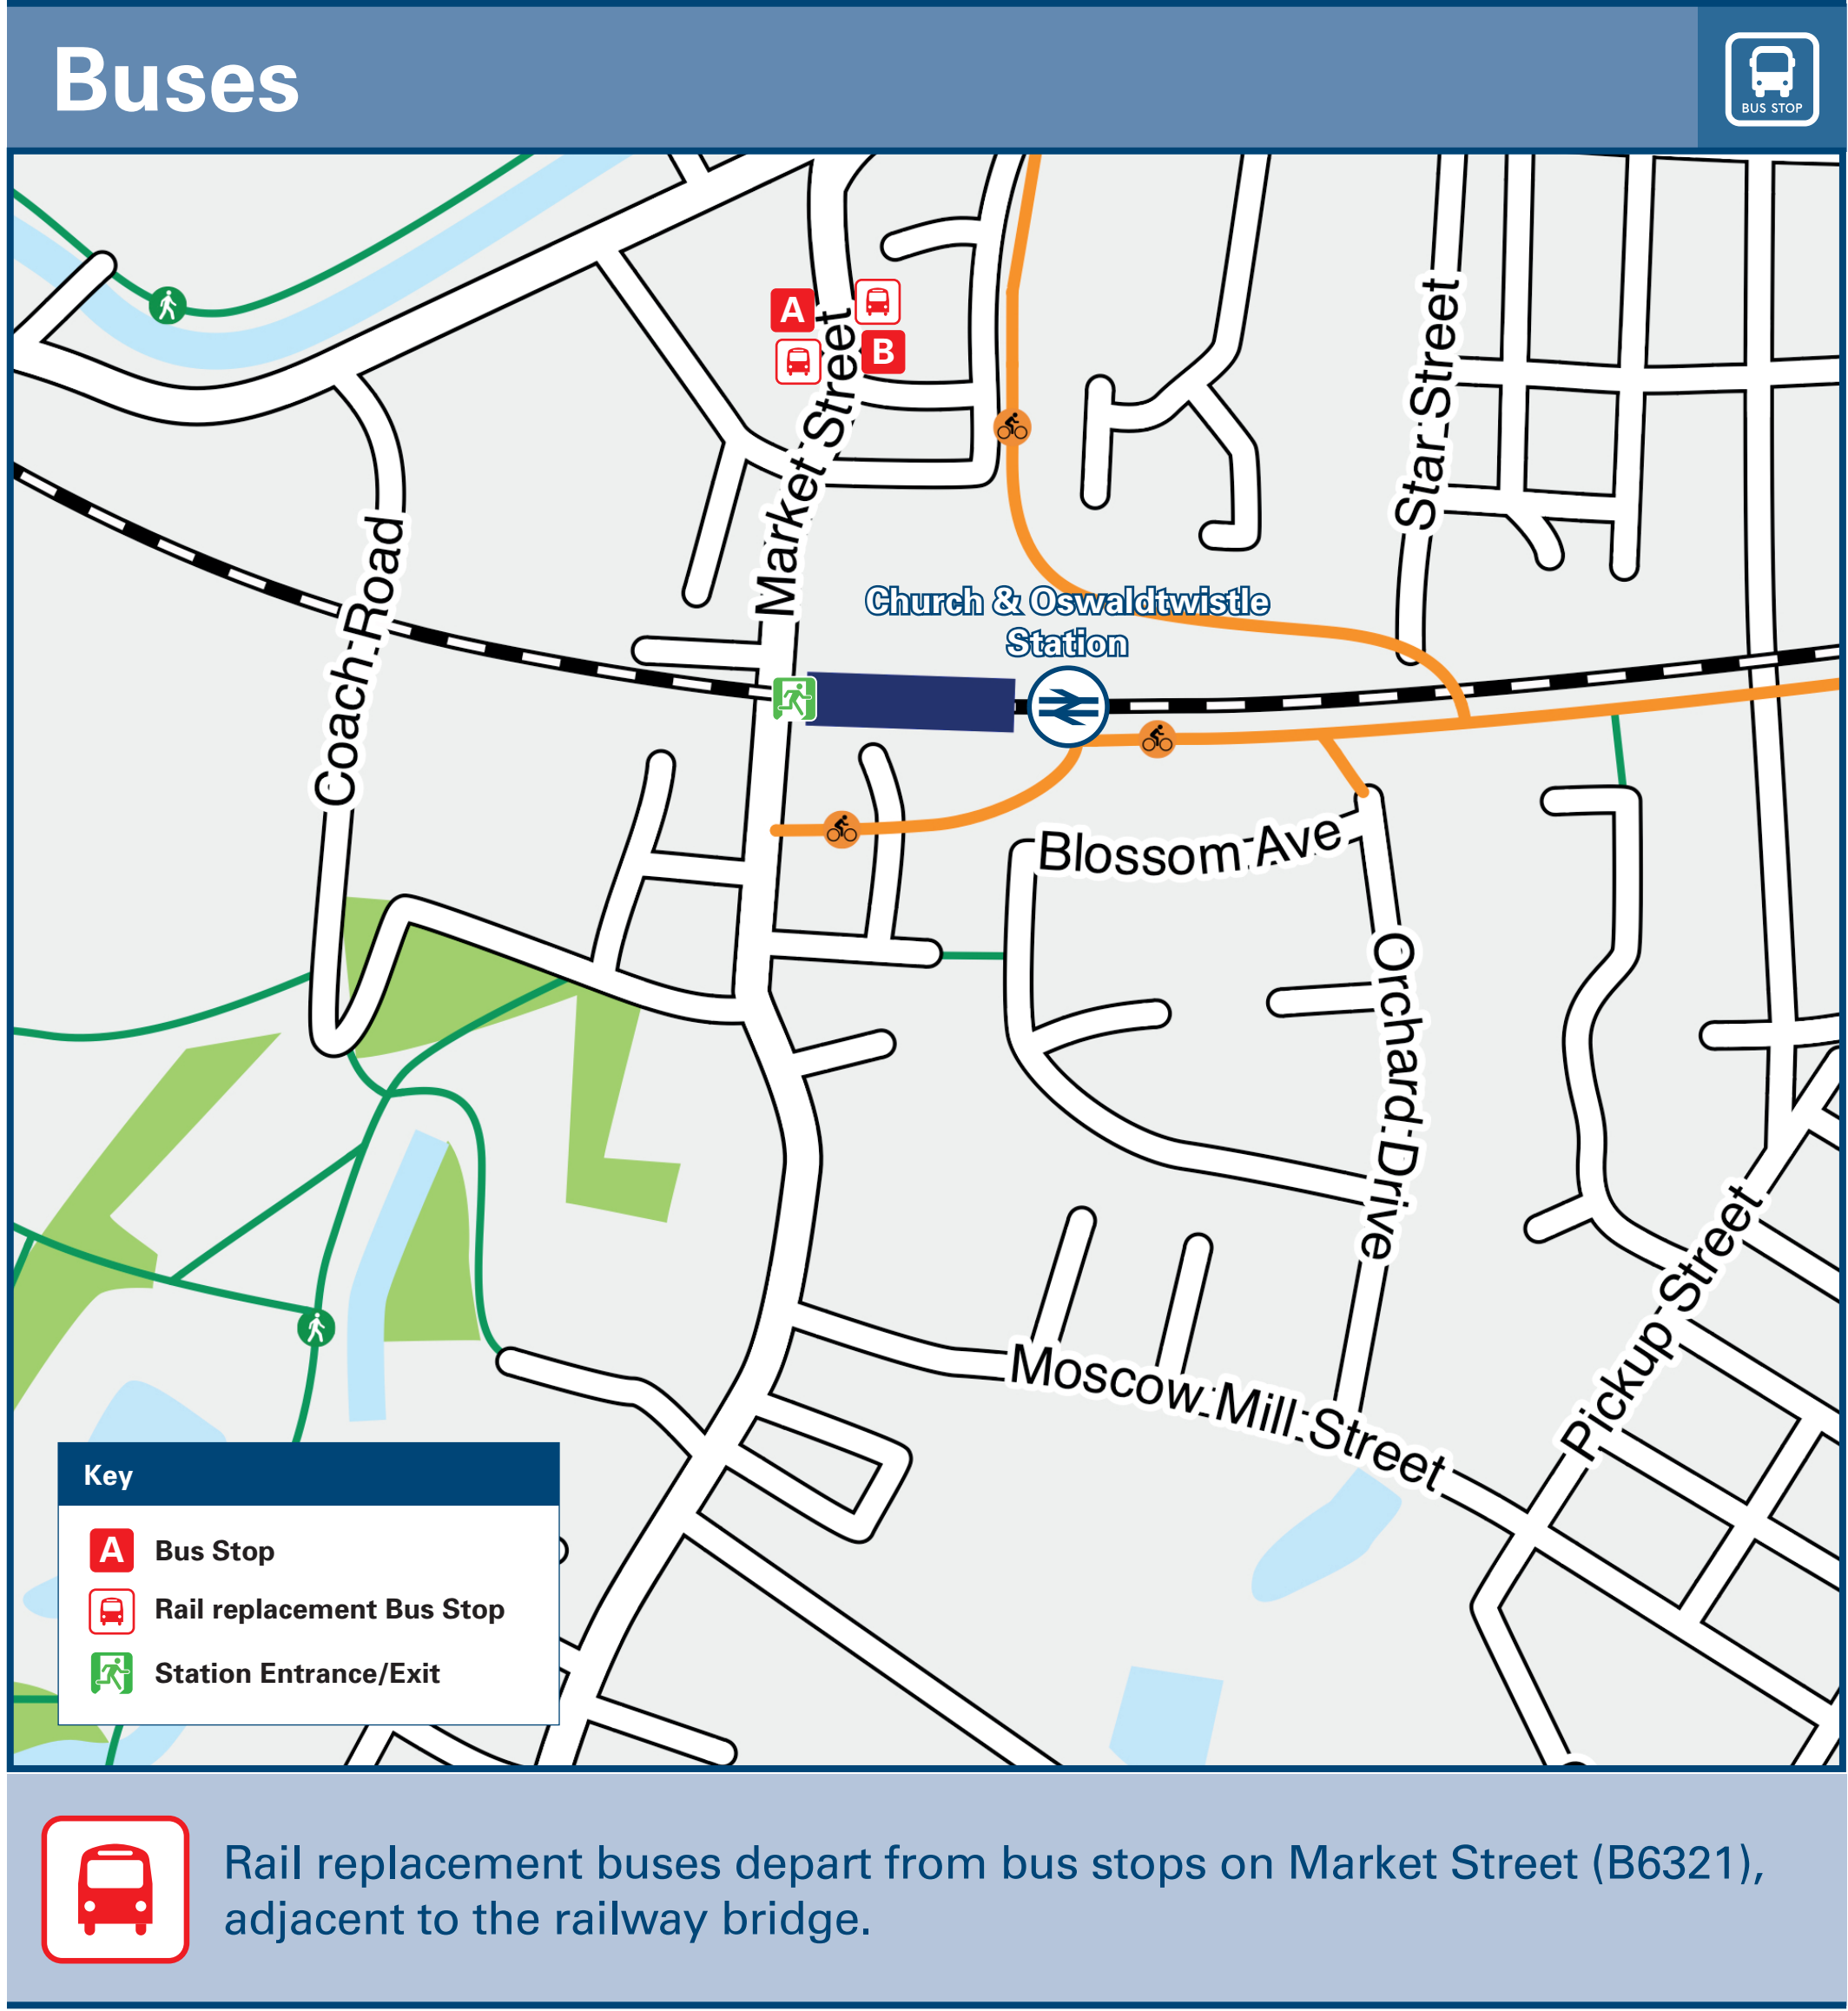 Buses
BUS STOP
A
B
Market Street
Star Street
Coach Road
Church & Oswaldtwistle
Station
Blossom Ave
Orchard Drive
Moscow Mill Street
Pickup Street
Key
A Bus Stop
Rail replacement Bus Stop
Station Entrance/Exit
Rail replacement buses depart from bus stops on Market Street (B6321),
adjacent to the railway bridge.